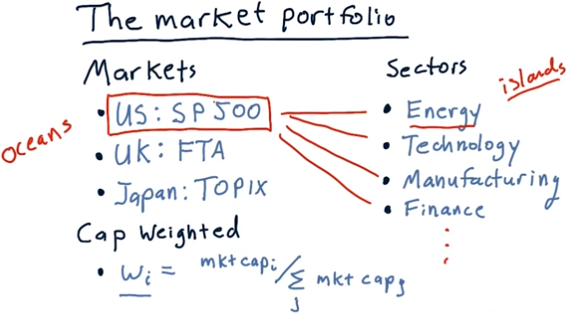 The market portfolio
Markets
• US: SP500
• UK: FTA
• Japan: TOPIX
oceans
Sectors
islands
• Energy
• Technology
• Manufacturing
• Finance
Cap Weighted
• wᵢ = mkt capᵢ / Σⱼ mkt capⱼ